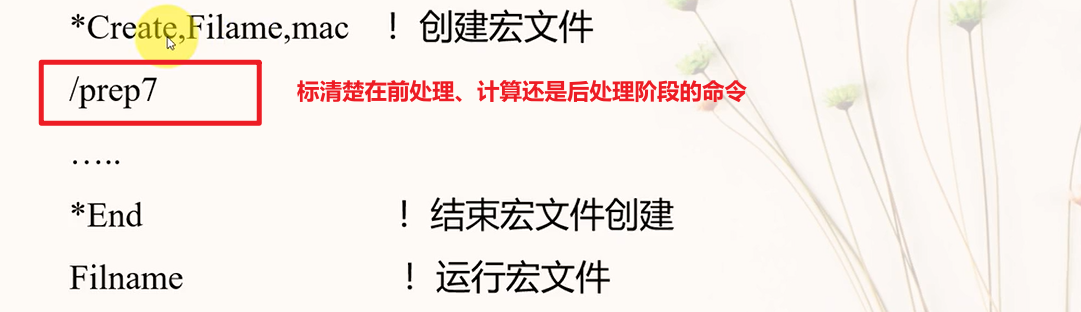 *Create,Filame,mac ！创建宏文件
/prep7 标清楚在前处理、计算还是后处理阶段的命令
…..
*End ！结束宏文件创建
Filname ！运行宏文件